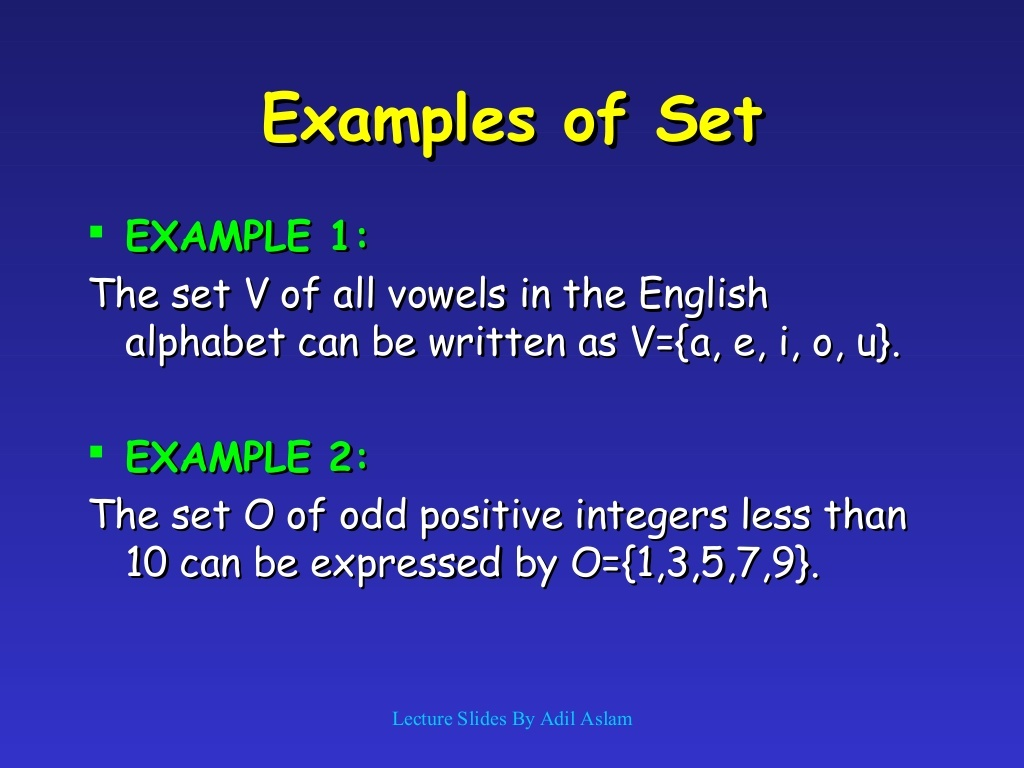 Examples of Set
▪ EXAMPLE 1:
The set V of all vowels in the English
alphabet can be written as V={a, e, i, o, u}.
▪ EXAMPLE 2:
The set O of odd positive integers less than
10 can be expressed by O={1,3,5,7,9}.
Lecture Slides By Adil Aslam